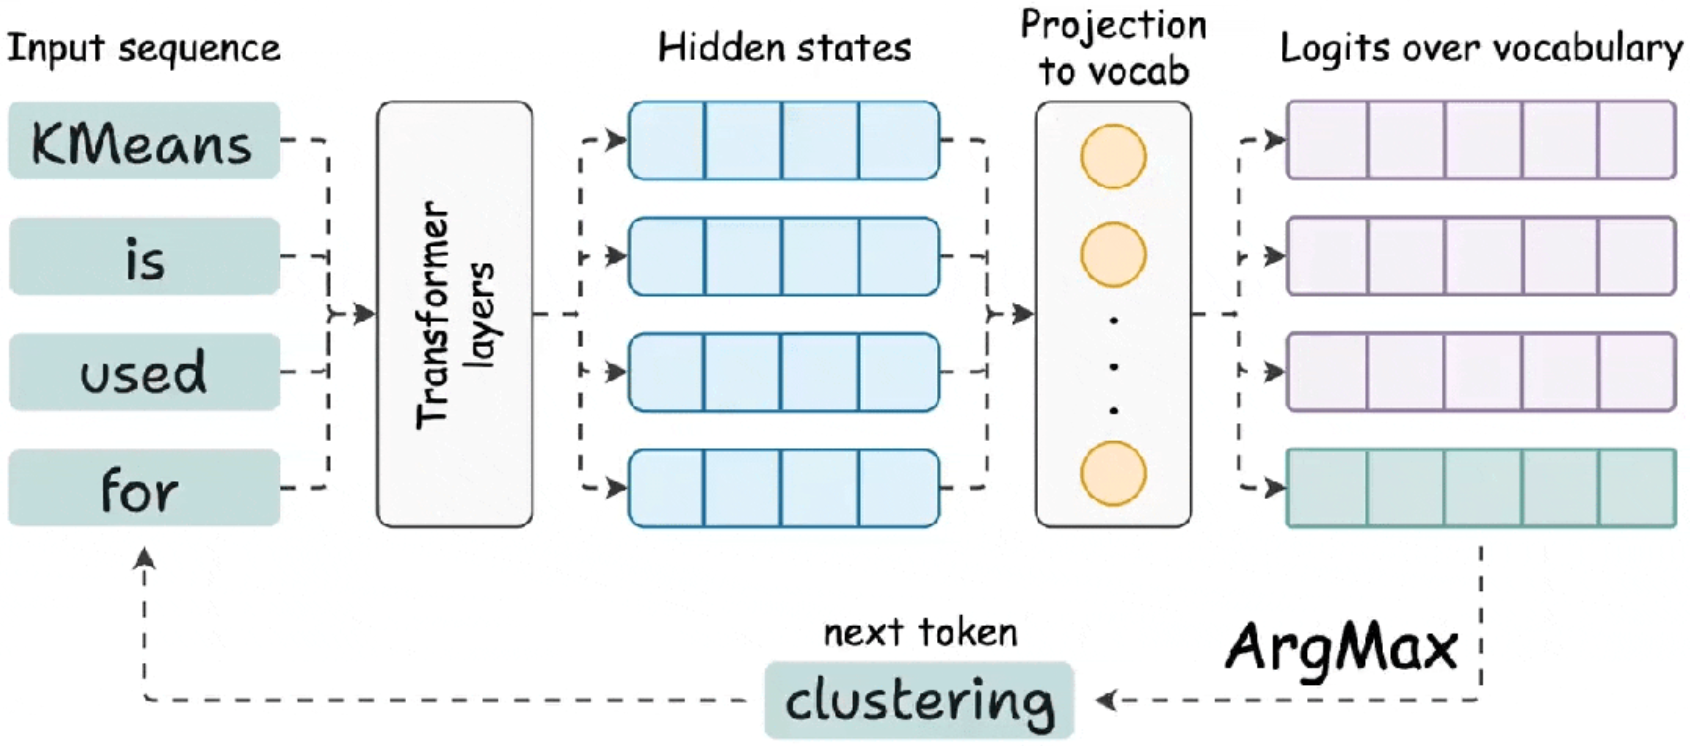 Input sequence
Hidden states
Projection
to vocab
Logits over vocabulary
KMeans
is
used
for
Transformer
layers
next token
clustering
ArgMax